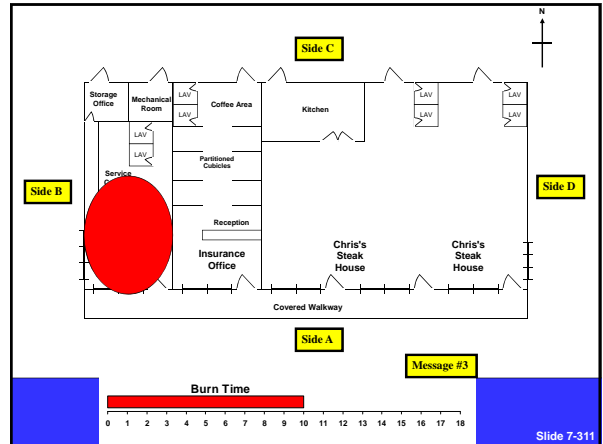 N
Side C
Storage
Office
Mechanical
Room
LAV
LAV
Coffee Area
Kitchen
LAV
LAV
LAV
LAV
LAV
LAV
Partitioned
Cubicles
Service
Side B
Side D
Reception
Insurance
Office
Chris's
Steak
House
Chris's
Steak
House
Covered Walkway
Side A
Message #3
Burn Time
0 1 2 3 4 5 6 7 8 9 10 11 12 13 14 15 16 17 18
Slide 7-311